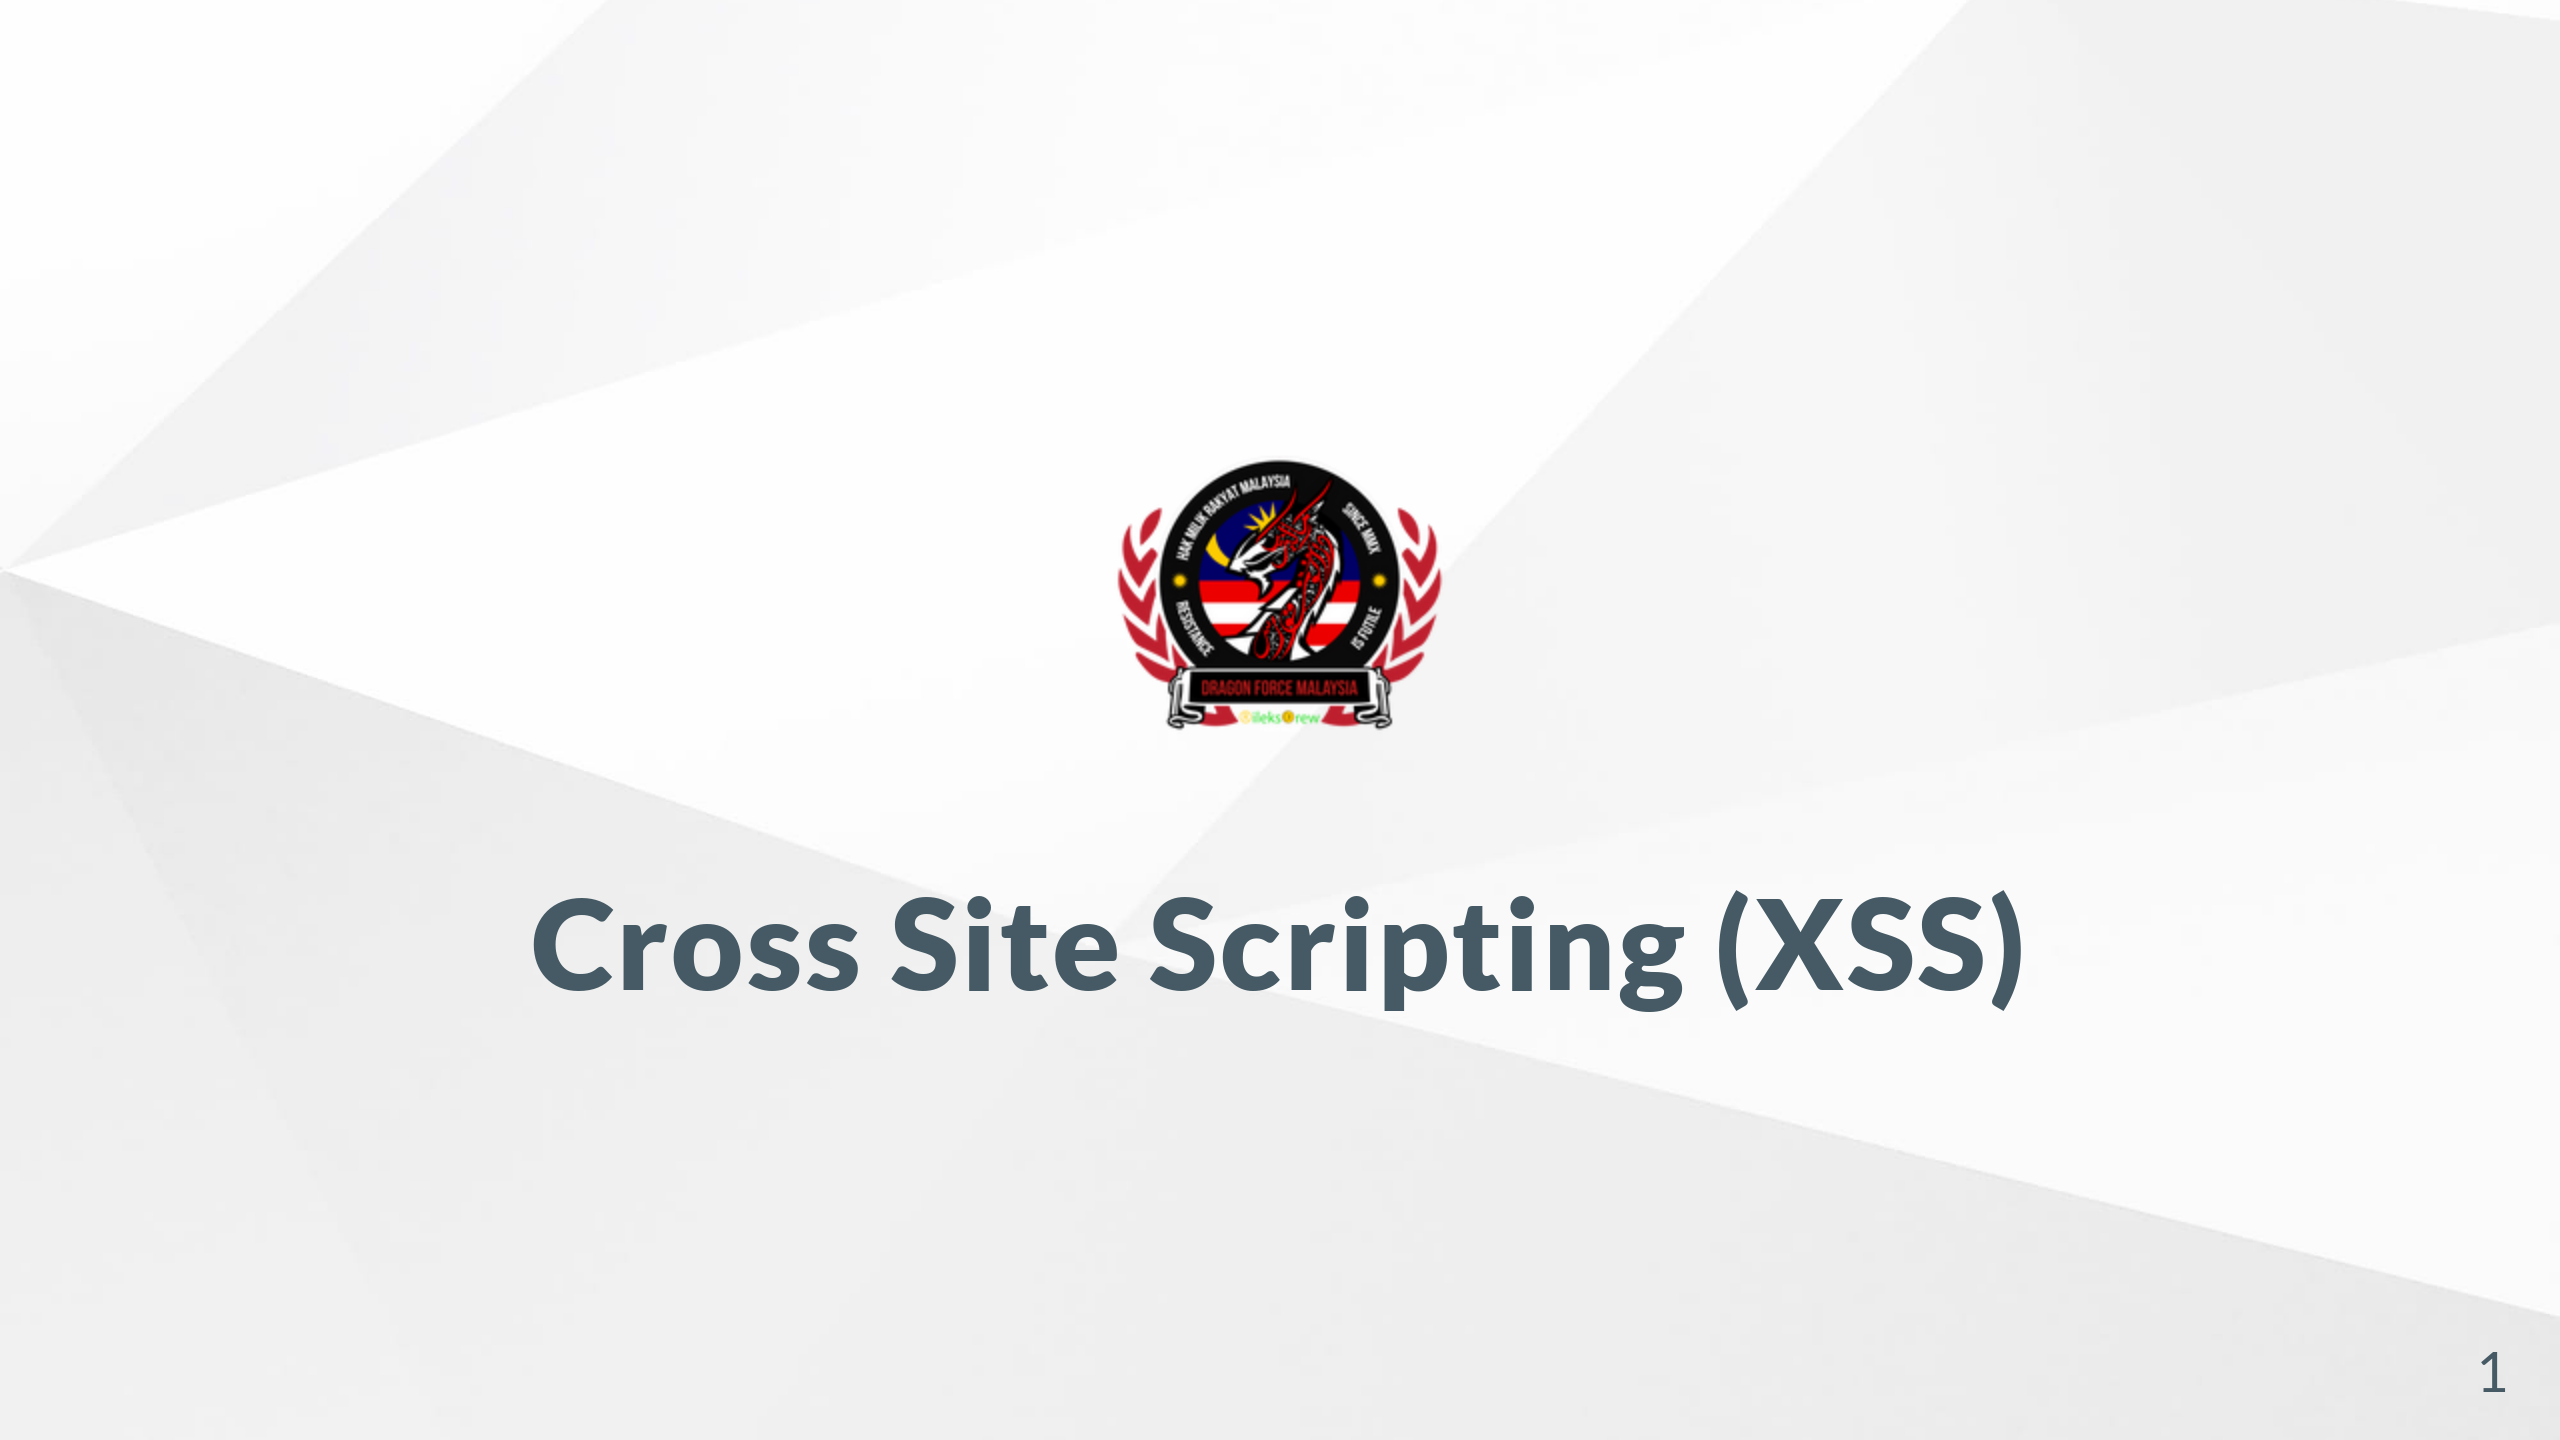 HAK MILIK RAKYAT MALAYSIA
SINCE MMX
RESISTANCE
IS FUTILE
DRAGON FORCE MALAYSIA
Cross Site Scripting (XSS)
1